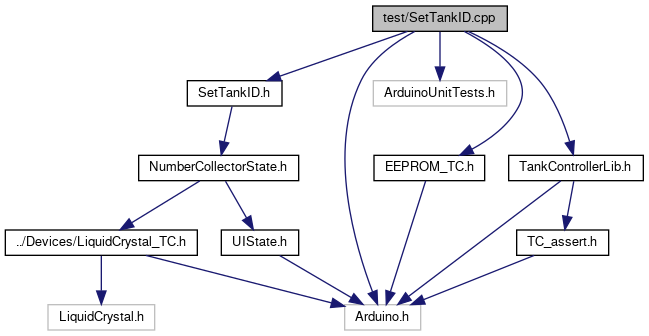 test/SetTankID.cpp
SetTankID.h
ArduinoUnitTests.h
NumberCollectorState.h
EEPROM_TC.h
TankControllerLib.h
../Devices/LiquidCrystal_TC.h
UIState.h
TC_assert.h
LiquidCrystal.h
Arduino.h